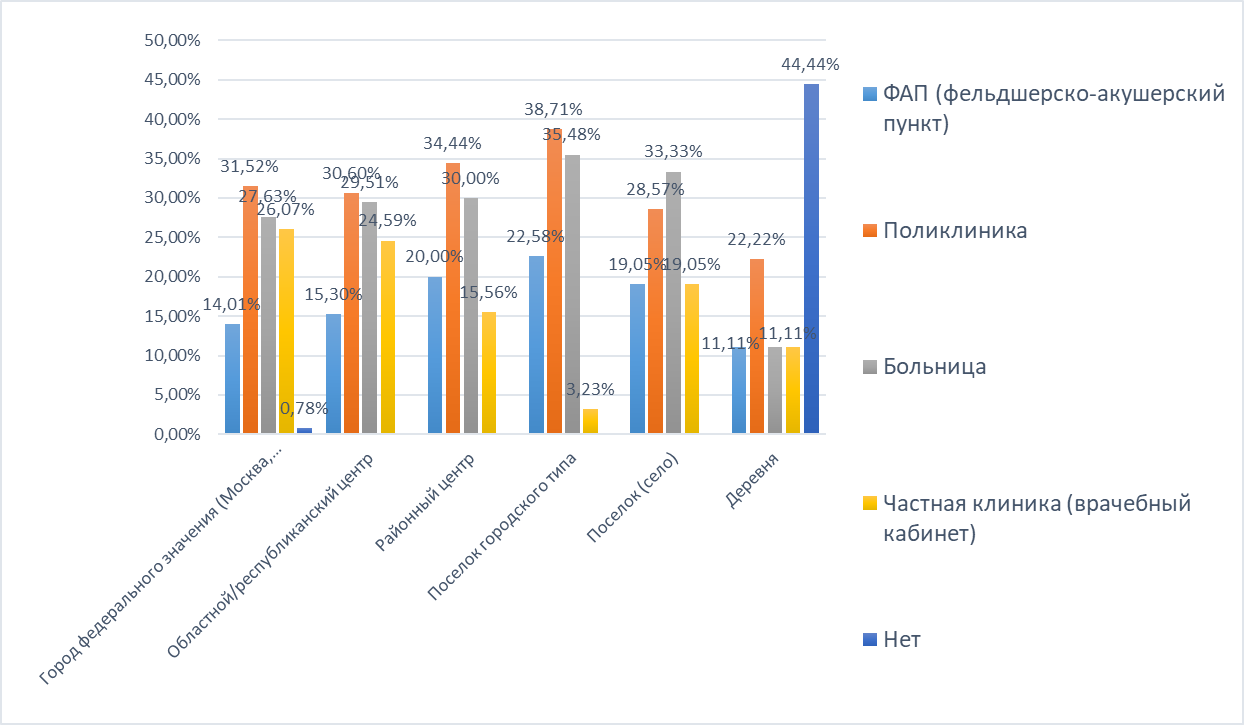 50,00%
45,00%
40,00%
35,00%
30,00%
25,00%
20,00%
15,00%
10,00%
5,00%
0,00%
14,01%
31,52%
27,63%
26,07%
0,78%
15,30%
30,60%
29,51%
24,59%
20,00%
34,44%
30,00%
15,56%
22,58%
38,71%
35,48%
3,23%
19,05%
28,57%
33,33%
19,05%
11,11%
22,22%
11,11%
44,44%
Город федерального значения (Москва,...
Областной/республиканский центр
Районный центр
Поселок городского типа
Поселок (село)
Деревня
ФАП (фельдшерско-акушерский
пункт)
Поликлиника
Больница
Частная клиника (врачебный
кабинет)
Нет